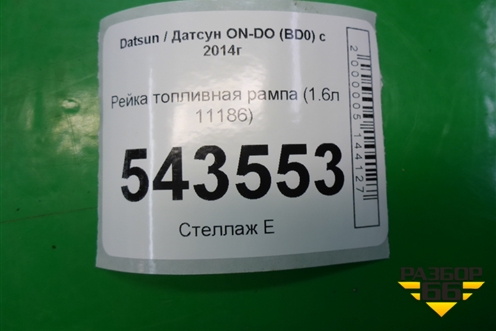 Datsun / Датсун ON-DO (BD0) с
2014г
Рейка топливная рампа (1.6л
11186)
543553
Стеллаж Е
2000005144127
РАЗБОР
66